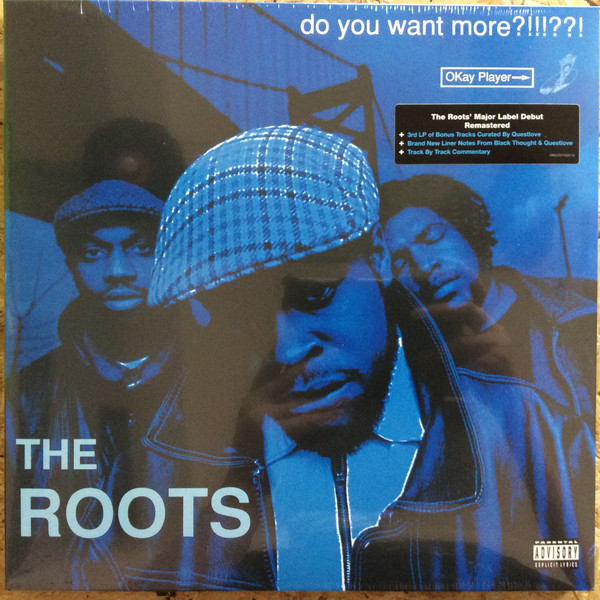 do you want more?!!!??!
OKay Player
The Roots' Major Label Debut
Remastered
+ 3rd LP of Bonus Tracks Curated By Questlove
+ Brand New Liner Notes From Black Thought & Questlove
+ Track By Track Commentary
THE
ROOTS
PARENTAL
ADVISORY
EXPLICIT LYRICS